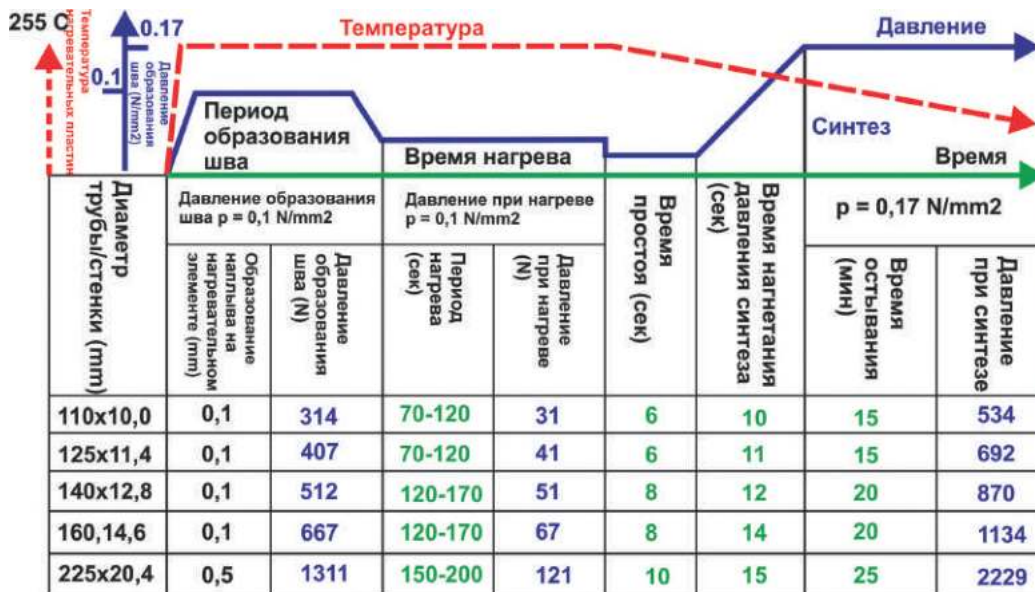 255 С
Температура
нагревательных пластин
0.17
0.1
Давление
образования
шва (N/mm2)
Температура
Давление
Период
образования
шва
Время нагрева
Синтез
Время
Диаметр
трубы/стенки (mm)
Давление образования
шва p = 0,1 N/mm2
Давление при нагреве
p = 0,1 N/mm2
Время
простоя (сек)
Время нагнетания
давления синтеза
(сек)
p = 0,17 N/mm2
Образование
наплыва на
нагревательном
элементе (mm)
Давление
образования
шва (N)
Период
нагрева
(сек)
Давление
при нагреве
(N)
Время
остывания
(мин)
Давление
при синтезе
110x10,0 0,1 314 70-120 31 6 10 15 534
125x11,4 0,1 407 70-120 41 6 11 15 692
140x12,8 0,1 512 120-170 51 8 12 20 870
160,14,6 0,1 667 120-170 67 8 14 20 1134
225x20,4 0,5 1311 150-200 121 10 15 25 2229